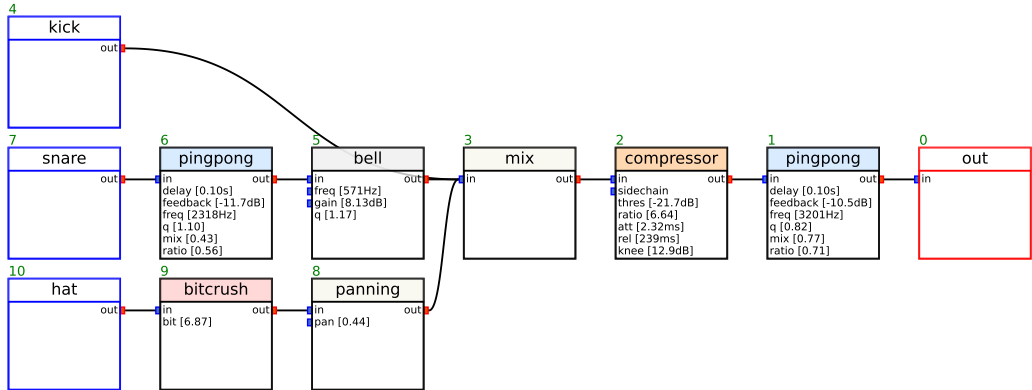 4
kick
out
7
snare
out
6
pingpong
in out
delay [0.10s]
feedback [-11.7dB]
freq [2318Hz]
q [1.10]
mix [0.43]
ratio [0.56]
5
bell
in out
freq [571Hz]
gain [8.13dB]
q [1.17]
3
mix
in out
2
compressor
in out
sidechain
thres [-21.7dB]
ratio [6.64]
att [2.32ms]
rel [239ms]
knee [12.9dB]
1
pingpong
in out
delay [0.10s]
feedback [-10.5dB]
freq [3201Hz]
q [0.82]
mix [0.77]
ratio [0.71]
0
out
in
10
hat
out
9
bitcrush
in out
bit [6.87]
8
panning
in out
pan [0.44]